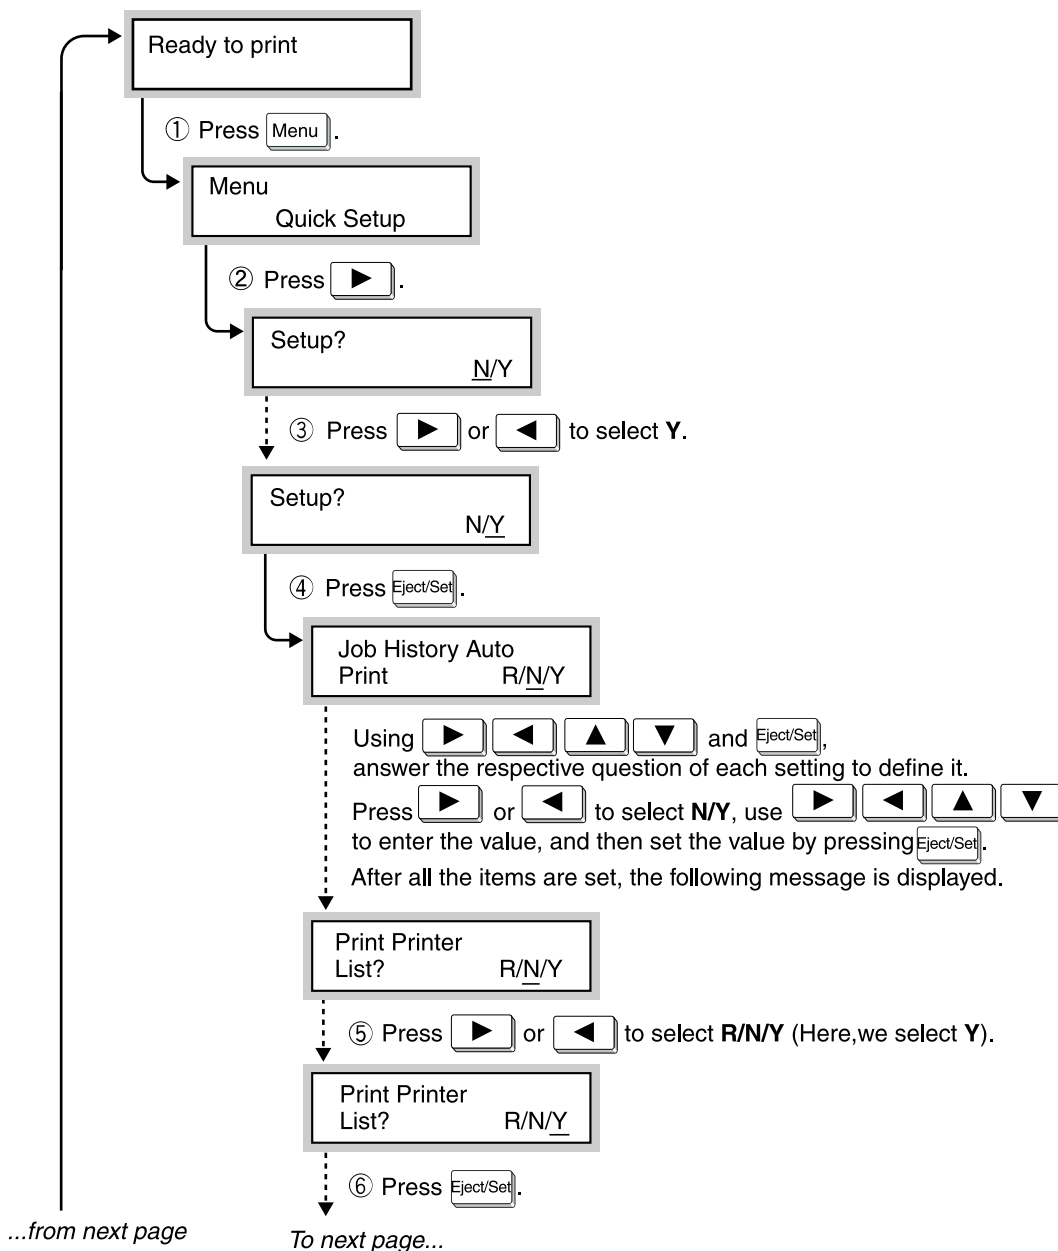 Ready to print
① Press Menu.
Menu
Quick Setup
② Press ▶.
Setup?
N/Y
③ Press ▶ or ◀ to select Y.
Setup?
N/Y
④ Press Eject/Set.
Job History Auto
Print R/N/Y
Using ▶ ◀ ▲ ▼ and Eject/Set,
answer the respective question of each setting to define it.
Press ▶ or ◀ to select N/Y, use ▶ ◀ ▲ ▼
to enter the value, and then set the value by pressing Eject/Set.
After all the items are set, the following message is displayed.
Print Printer
List? R/N/Y
⑤ Press ▶ or ◀ to select R/N/Y (Here,we select Y).
Print Printer
List? R/N/Y
⑥ Press Eject/Set.
...from next page
To next page...